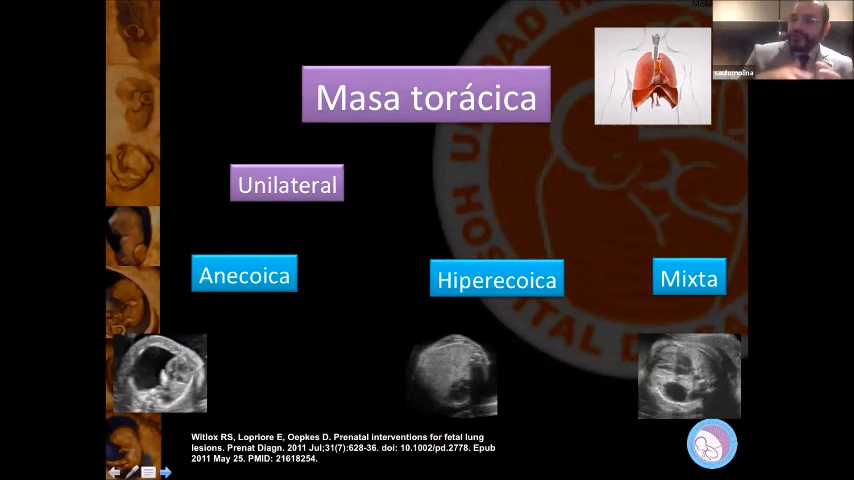 Masa torácica
saulomolina
Unilateral
Anecoica
Hiperecoica
Mixta
Witlox RS, Lopriore E, Oepkes D. Prenatal interventions for fetal lung
lesions. Prenat Diagn. 2011 Jul;31(7):628-36. doi: 10.1002/pd.2778. Epub
2011 May 25. PMID: 21618254.